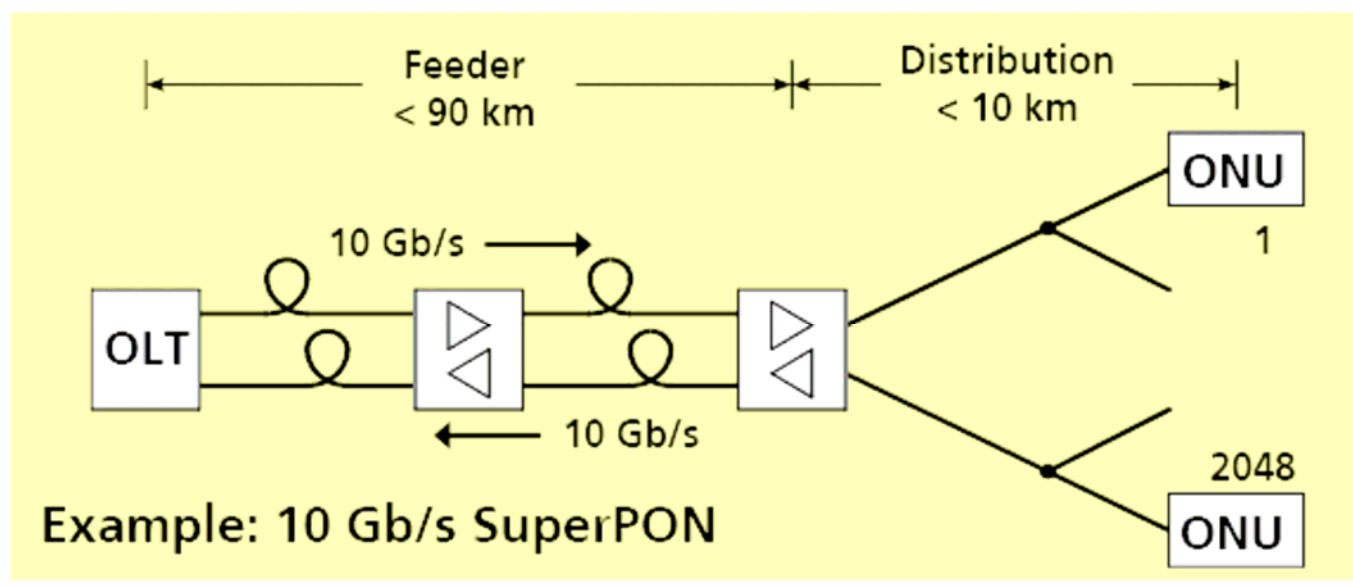 Feeder
< 90 km
Distribution
< 10 km
ONU
1
10 Gb/s
OLT
10 Gb/s
2048
ONU
Example: 10 Gb/s SuperPON